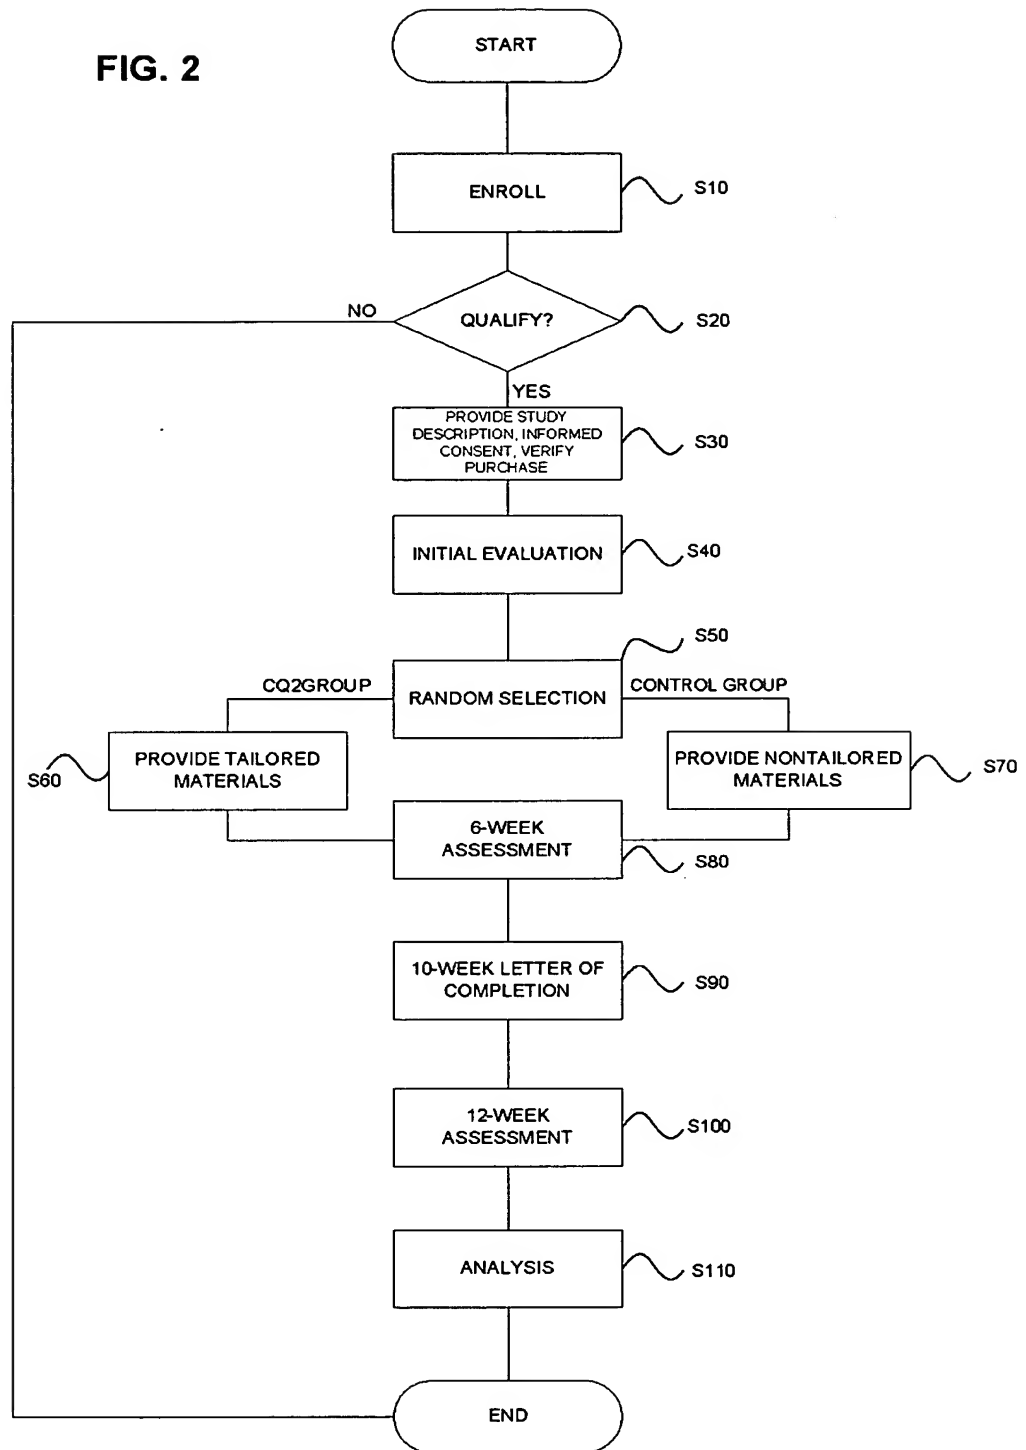 FIG. 2
START
ENROLL
S10
NO
QUALIFY?
S20
YES
PROVIDE STUDY
DESCRIPTION, INFORMED
CONSENT, VERIFY
PURCHASE
S30
INITIAL EVALUATION
S40
S50
CQ2GROUP
RANDOM SELECTION
CONTROL GROUP
S60
PROVIDE TAILORED
MATERIALS
PROVIDE NONTAILORED
MATERIALS
S70
6-WEEK
ASSESSMENT
S80
10-WEEK LETTER OF
COMPLETION
S90
12-WEEK
ASSESSMENT
S100
ANALYSIS
S110
END